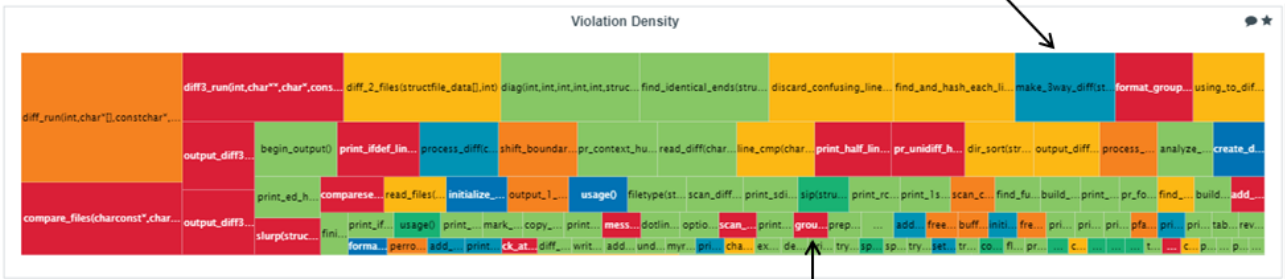 Violation Density
diff3_run(int,char**,char*,cons... diff_2_files(structfile_data[],int) diag(int,int,int,int,int,struc... find_identical_ends(stru... discard_confusing_line... find_and_hash_each_li... make_3way_diff(st... format_group... using_to_dif...
diff_run(int,char*[],constchar*,...
output_diff3... begin_output() print_ifdef_lin... process_diff(c... shift_boundar... pr_context_hu... read_diff(char... line_cmp(char... print_half_lin... pr_unidiff_h... dir_sort(str... output_diff... process_... analyze_... create_d...
print_ed_h... comparese... read_files(... initialize_... output_1_... usage() filetype(st... scan_diff... print_sdi... sip(stru... print_rc... print_1s... scan_c... find_fu... build_... print_... pr_fo... find_... build... add_...
compare_files(charconst*,char... output_diff3...
slurp(struc... fini... print_if... usage() print_... mark_... copy_... print... mess... dotlin... optio... scan_... print... grou... prep... ... add... free... buff... initi... fre... pri... pri... pfa... pri... pri... tab... rev...
forma... perro... add_... print... ck_at... diff_... writ... add... und... myr... pri... cha... ex... de... try... sp... sp... try... set... tr... co... fl... pr... ... c... ... ... ... t... ... c... p... ... p...